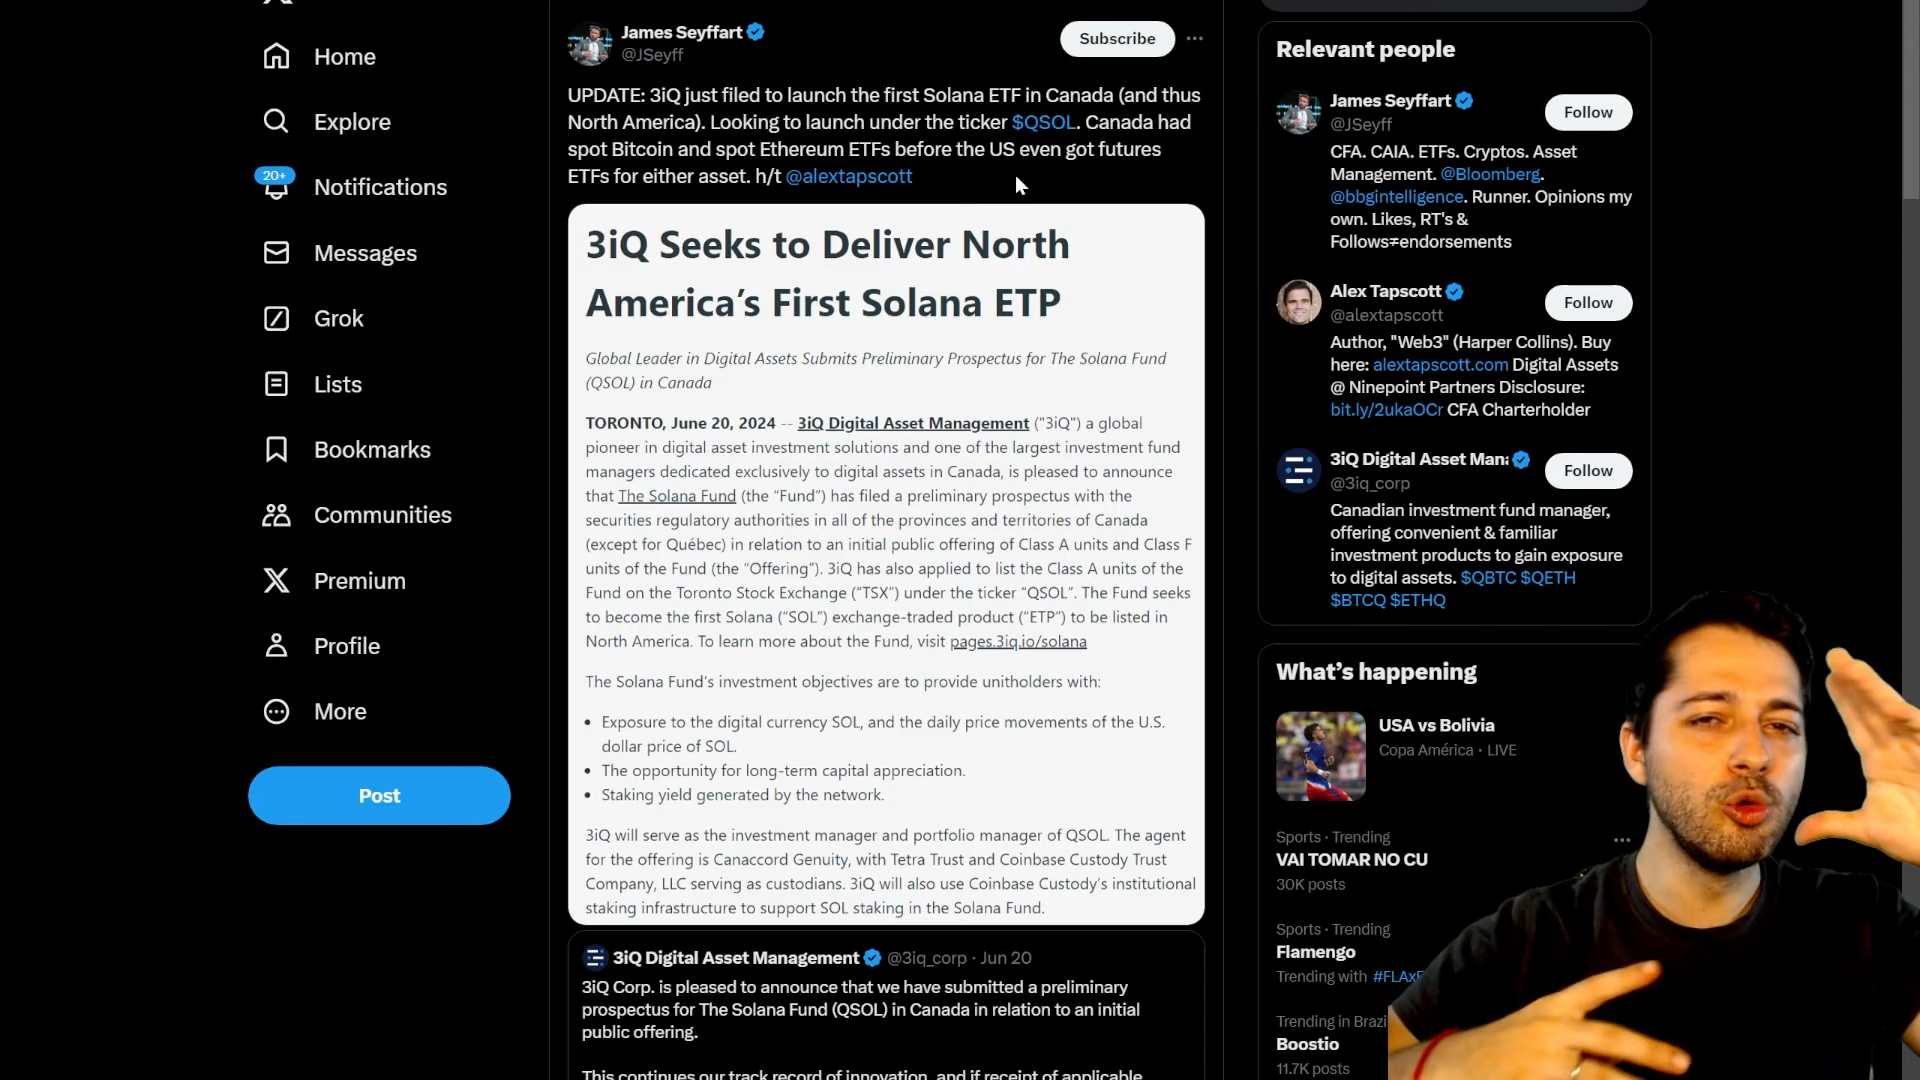 Home
Explore
20+
Notifications
Messages
Grok
Lists
Bookmarks
Communities
Premium
Profile
More
Post
James Seyffart
@JSeyff
Subscribe
UPDATE: 3iQ just filed to launch the first Solana ETF in Canada (and thus
North America). Looking to launch under the ticker $QSOL. Canada had
spot Bitcoin and spot Ethereum ETFs before the US even got futures
ETFs for either asset. h/t @alextapscott
3iQ Seeks to Deliver North
America’s First Solana ETP
Global Leader in Digital Assets Submits Preliminary Prospectus for The Solana Fund
(QSOL) in Canada
TORONTO, June 20, 2024 -- 3iQ Digital Asset Management ("3iQ") a global
pioneer in digital asset investment solutions and one of the largest investment fund
managers dedicated exclusively to digital assets in Canada, is pleased to announce
that The Solana Fund (the “Fund”) has filed a preliminary prospectus with the
securities regulatory authorities in all of the provinces and territories of Canada
(except for Québec) in relation to an initial public offering of Class A units and Class F
units of the Fund (the “Offering”). 3iQ has also applied to list the Class A units of the
Fund on the Toronto Stock Exchange (“TSX”) under the ticker “QSOL”. The Fund seeks
to become the first Solana (“SOL”) exchange-traded product (“ETP”) to be listed in
North America. To learn more about the Fund, visit pages.3iq.io/solana
The Solana Fund’s investment objectives are to provide unitholders with:
• Exposure to the digital currency SOL, and the daily price movements of the U.S.
dollar price of SOL.
• The opportunity for long-term capital appreciation.
• Staking yield generated by the network.
3iQ will serve as the investment manager and portfolio manager of QSOL. The agent
for the offering is Canaccord Genuity, with Tetra Trust and Coinbase Custody Trust
Company, LLC serving as custodians. 3iQ will also use Coinbase Custody’s institutional
staking infrastructure to support SOL staking in the Solana Fund.
3iQ Digital Asset Management @3iq_corp · Jun 20
3iQ Corp. is pleased to announce that we have submitted a preliminary
prospectus for The Solana Fund (QSOL) in Canada in relation to an initial
public offering.
This continues our track record of innovation, and if receipt of applicable
Relevant people
James Seyffart
@JSeyff
Follow
CFA. CAIA. ETFs. Cryptos. Asset
Management. @Bloomberg.
@bbgintelligence. Runner. Opinions my
own. Likes, RT's &
Follows≠endorsements
Alex Tapscott
@alextapscott
Follow
Author, "Web3" (Harper Collins). Buy
here: alextapscott.com Digital Assets
@ Ninepoint Partners Disclosure:
bit.ly/2ukaOCr CFA Charterholder
3iQ Digital Asset
@3iq_corp
Follow
Canadian investment fund manager,
offering convenient & familiar
investment products to gain exposure
to digital assets. $QBTC $QETH
$BTCQ $ETHQ
What’s happening
USA vs Bolivia
Copa América · LIVE
Sports · Trending
VAI TOMAR NO CU
30K posts
Sports · Trending
Flamengo
Trending with
Trending in
Boostio
11.7K posts